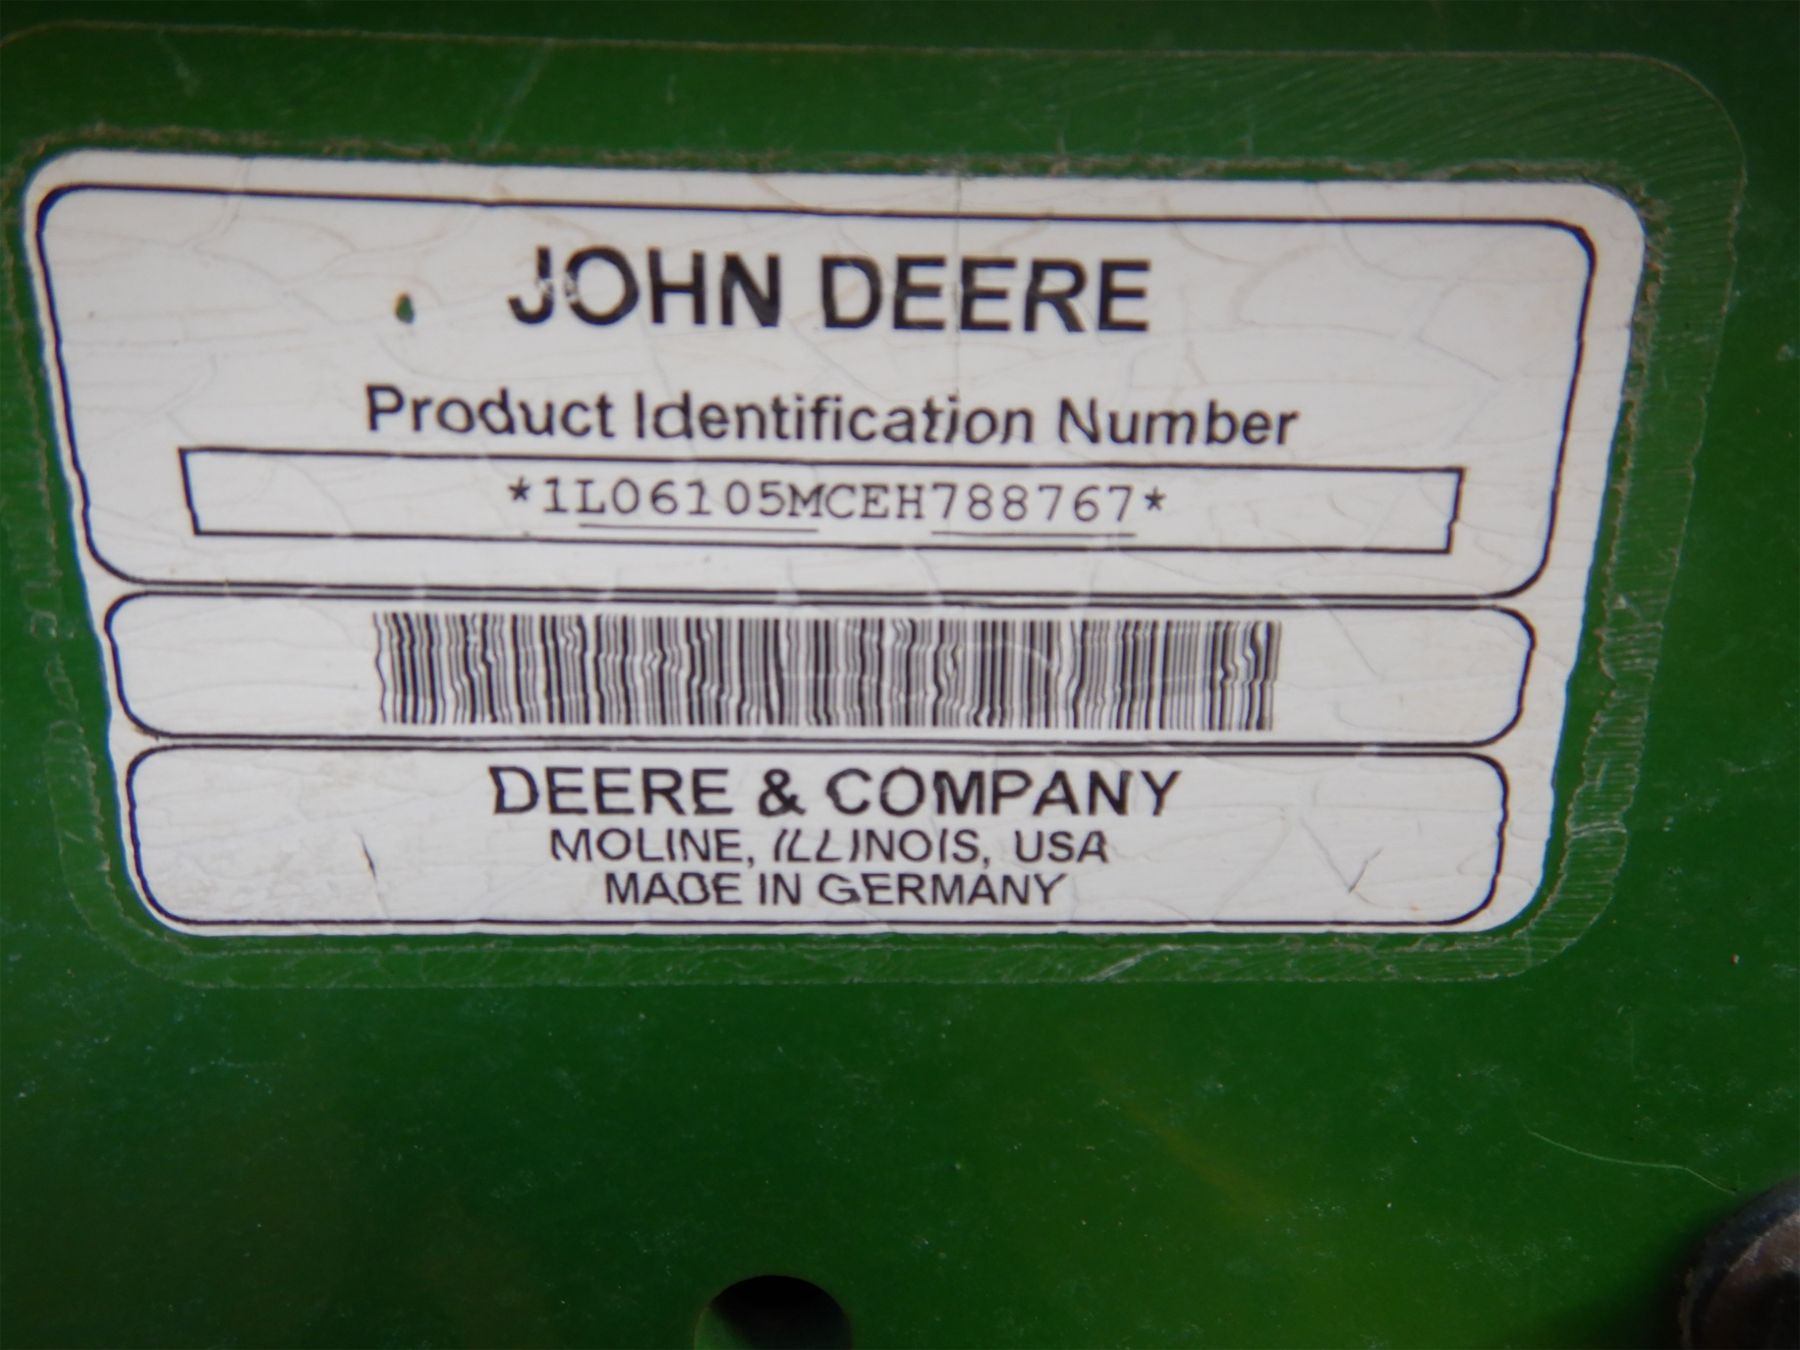 JOHN DEERE
Product Identification Number
*1L06105MCEH788767*
DEERE & COMPANY
MOLINE, ILLINOIS, USA
MADE IN GERMANY